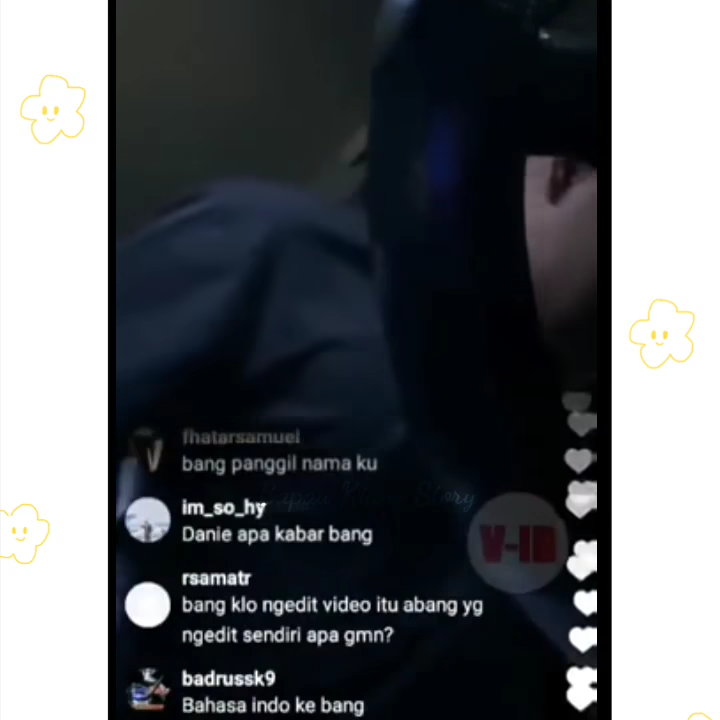 fhatarsamuel
bang panggil nama ku
im_so_hy
Danie apa kabar bang
V-ID
rsamatr
bang klo ngedit video itu abang yg
ngedit sendiri apa gmn?
badrussk9
Bahasa indo ke bang